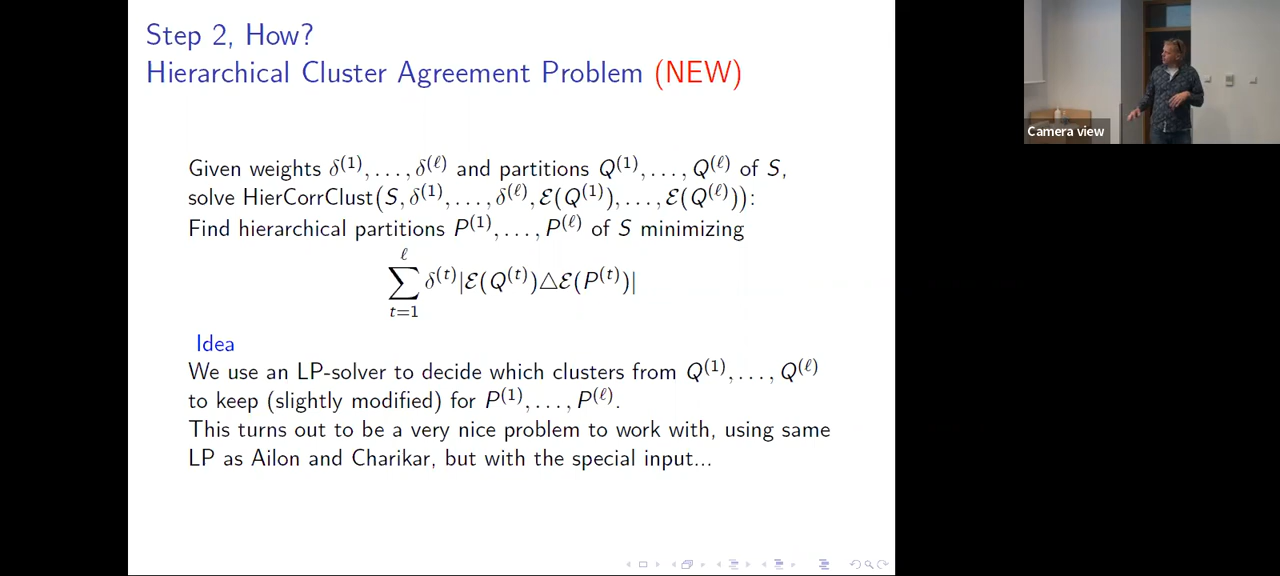 Step 2, How?
Hierarchical Cluster Agreement Problem (NEW)
Camera view
Given weights δ^(1), . . . , δ^(ℓ) and partitions Q^(1), . . . , Q^(ℓ) of S,
solve HierCorrClust(S, δ^(1), . . . , δ^(ℓ), ℰ(Q^(1)), . . . , ℰ(Q^(ℓ))):
Find hierarchical partitions P^(1), . . . , P^(ℓ) of S minimizing
ℓ
∑ δ^(t)|ℰ(Q^(t))△ℰ(P^(t))|
t=1
Idea
We use an LP-solver to decide which clusters from Q^(1), . . . , Q^(ℓ)
to keep (slightly modified) for P^(1), . . . , P^(ℓ).
This turns out to be a very nice problem to work with, using same
LP as Ailon and Charikar, but with the special input...